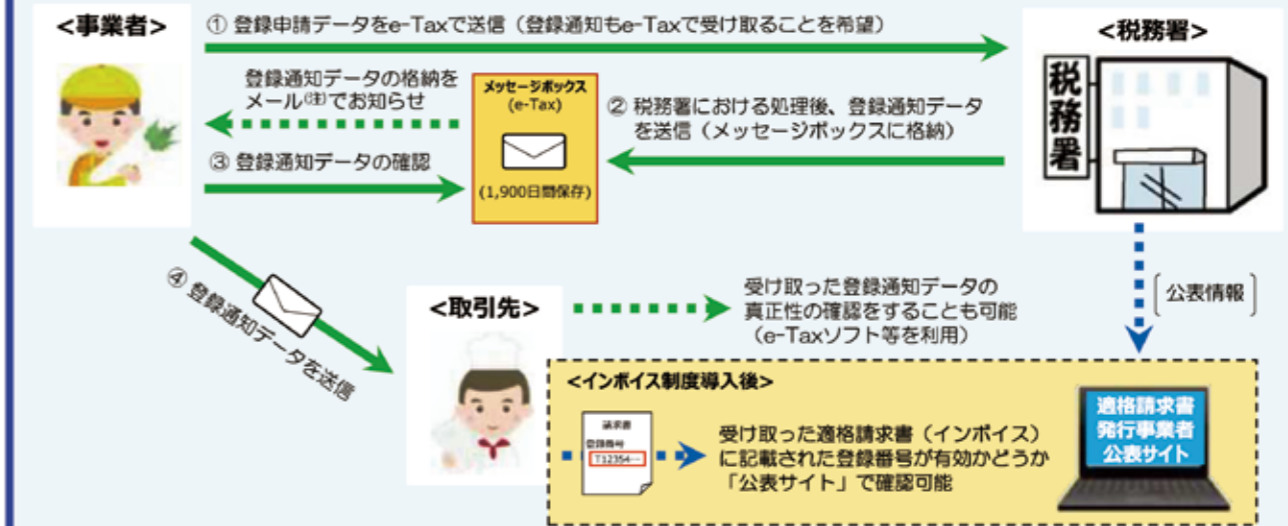 <事業者>
① 登録申請データをe-Taxで送信（登録通知もe-Taxで受け取ることを希望）
<税務署>
税務署
登録通知データの格納を
メール(注)でお知らせ
メッセージボックス
(e-Tax)
(1,900日間保存)
② 税務署における処理後、登録通知データ
を送信（メッセージボックスに格納）
③ 登録通知データの確認
④ 登録通知データを送信
<取引先>
受け取った登録通知データの
真正性の確認をすることも可能
（e-Taxソフト等を利用）
公表情報
<インボイス制度導入後>
請求書
登録番号
T12354…
受け取った適格請求書（インボイス）
に記載された登録番号が有効かどうか
「公表サイト」で確認可能
適格請求書
発行事業者
公表サイト